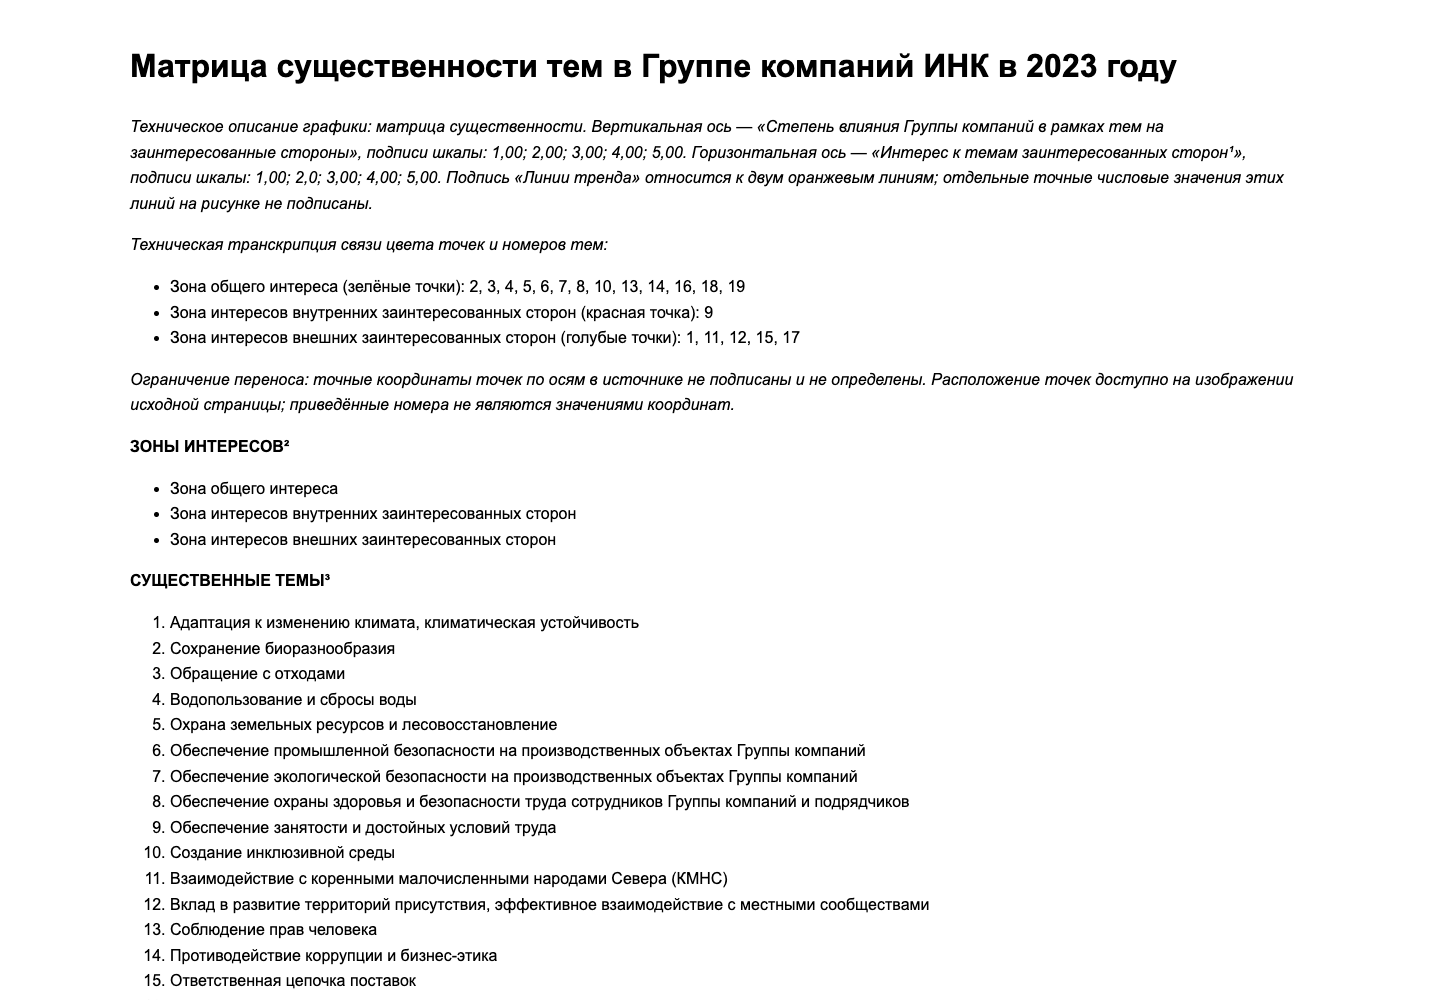 Матрица существенности тем в Группе компаний ИНК в 2023 году
Техническое описание графики: матрица существенности. Вертикальная ось — «Степень влияния Группы компаний в рамках тем на
заинтересованные стороны», подписи шкалы: 1,00; 2,00; 3,00; 4,00; 5,00. Горизонтальная ось — «Интерес к темам заинтересованных сторон¹»,
подписи шкалы: 1,00; 2,0; 3,00; 4,00; 5,00. Подпись «Линии тренда» относится к двум оранжевым линиям; отдельные точные числовые значения этих
линий на рисунке не подписаны.
Техническая транскрипция связи цвета точек и номеров тем:
• Зона общего интереса (зелёные точки): 2, 3, 4, 5, 6, 7, 8, 10, 13, 14, 16, 18, 19
• Зона интересов внутренних заинтересованных сторон (красная точка): 9
• Зона интересов внешних заинтересованных сторон (голубые точки): 1, 11, 12, 15, 17
Ограничение переноса: точные координаты точек по осям в источнике не подписаны и не определены. Расположение точек доступно на изображении
исходной страницы; приведённые номера не являются значениями координат.
ЗОНЫ ИНТЕРЕСОВ²
• Зона общего интереса
• Зона интересов внутренних заинтересованных сторон
• Зона интересов внешних заинтересованных сторон
СУЩЕСТВЕННЫЕ ТЕМЫ³
1. Адаптация к изменению климата, климатическая устойчивость
2. Сохранение биоразнообразия
3. Обращение с отходами
4. Водопользование и сбросы воды
5. Охрана земельных ресурсов и лесовосстановление
6. Обеспечение промышленной безопасности на производственных объектах Группы компаний
7. Обеспечение экологической безопасности на производственных объектах Группы компаний
8. Обеспечение охраны здоровья и безопасности труда сотрудников Группы компаний и подрядчиков
9. Обеспечение занятости и достойных условий труда
10. Создание инклюзивной среды
11. Взаимодействие с коренными малочисленными народами Севера (КМНС)
12. Вклад в развитие территорий присутствия, эффективное взаимодействие с местными сообществами
13. Соблюдение прав человека
14. Противодействие коррупции и бизнес-этика
15. Ответственная цепочка поставок